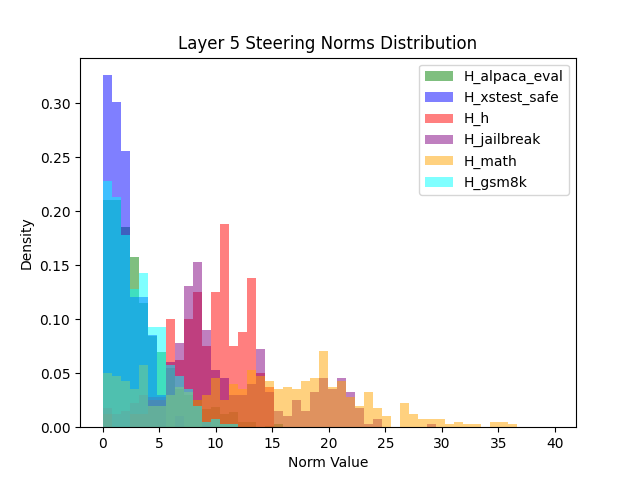 Layer 5 Steering Norms Distribution
H_alpaca_eval
H_xstest_safe
H_h
H_jailbreak
H_math
H_gsm8k
Density
0.30
0.25
0.20
0.15
0.10
0.05
0.00
0 5 10 15 20 25 30 35 40
Norm Value